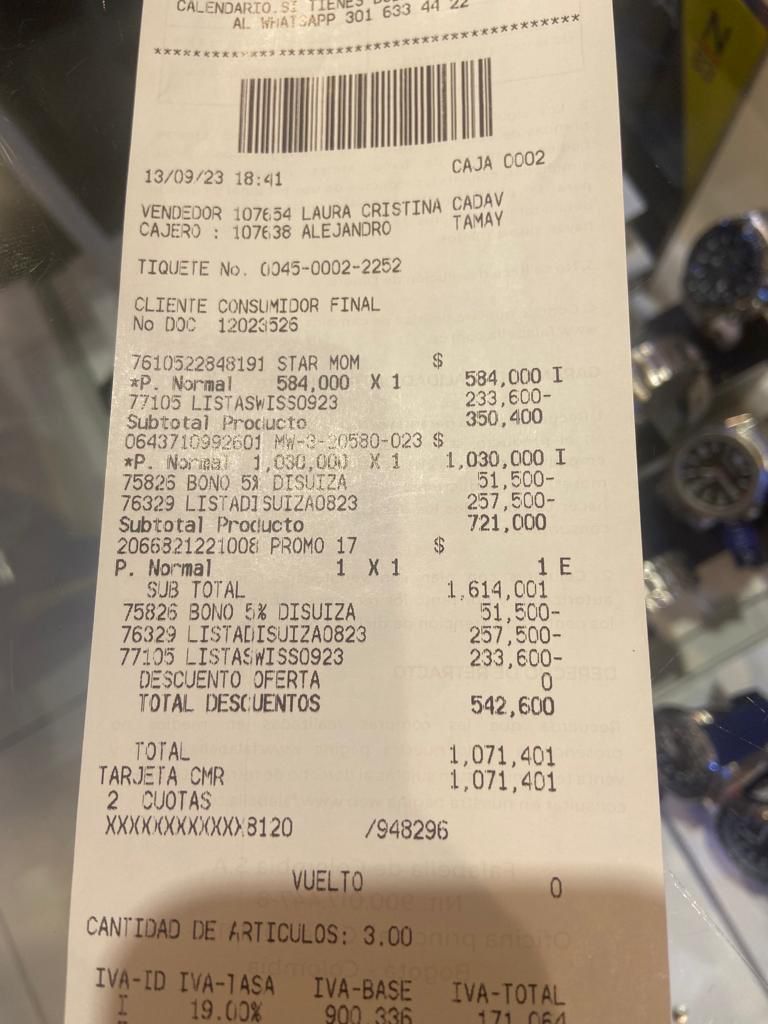 CALENDARIO.SI TIENES
AL WHATSAPP 301 633 44 22
****************************************
13/09/23 18:41 CAJA 0002
VENDEDOR 107654 LAURA CRISTINA CADAV
CAJERO : 107638 ALEJANDRO TAMAY
TIQUETE No. 0045-0002-2252
CLIENTE CONSUMIDOR FINAL
No DOC 12023526
7610522848191 STAR MOM $
*P. Normal 584,000 X 1 584,000 I
77105 LISTASWISS0923 233,600-
Subtotal Producto 350,400
0643710992601 MW-3-20580-023 $
*P. Normal 1,030,000 X 1 1,030,000 I
75826 BONO 5% DISUIZA 51,500-
76329 LISTADISUIZA0823 257,500-
Subtotal Producto 721,000
2066821221008 PROMO 17 $
P. Normal 1 X 1 1 E
SUB TOTAL 1,614,001
75826 BONO 5% DISUIZA 51,500-
76329 LISTADISUIZA0823 257,500-
77105 LISTASWISS0923 233,600-
DESCUENTO OFERTA 0
TOTAL DESCUENTOS 542,600
TOTAL 1,071,401
TARJETA CMR 1,071,401
2 CUOTAS
XXXXXXXXXXXX8120 /948296
VUELTO 0
CANTIDAD DE ARTICULOS: 3.00
IVA-ID IVA-TASA IVA-BASE IVA-TOTAL
I 19.00% 900,336 171,064